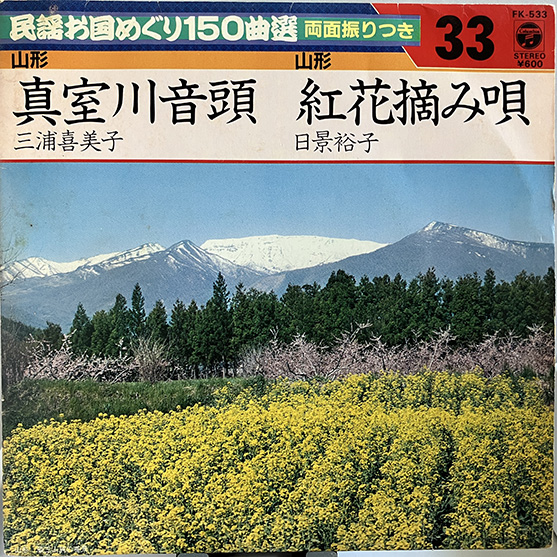 民謡お国めぐり150曲選 両面振りつき
33
FK-533
Columbia
STEREO
¥600
山形
真室川音頭
三浦喜美子
山形
紅花摘み唄
日景裕子